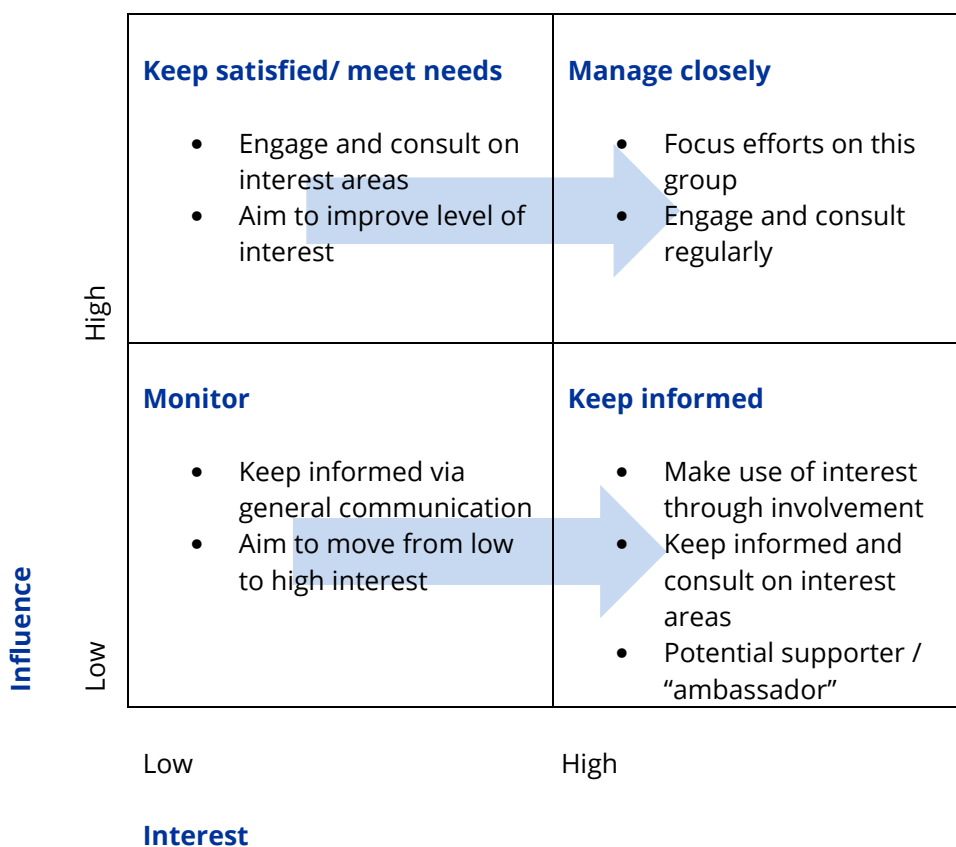 Keep satisfied/ meet needs
• Engage and consult on
interest areas
• Aim to improve level of
interest
Manage closely
• Focus efforts on this
group
• Engage and consult
regularly
High
Monitor
• Keep informed via
general communication
• Aim to move from low
to high interest
Keep informed
• Make use of interest
through involvement
• Keep informed and
consult on interest
areas
• Potential supporter /
“ambassador”
Influence
Low
Low
High
Interest